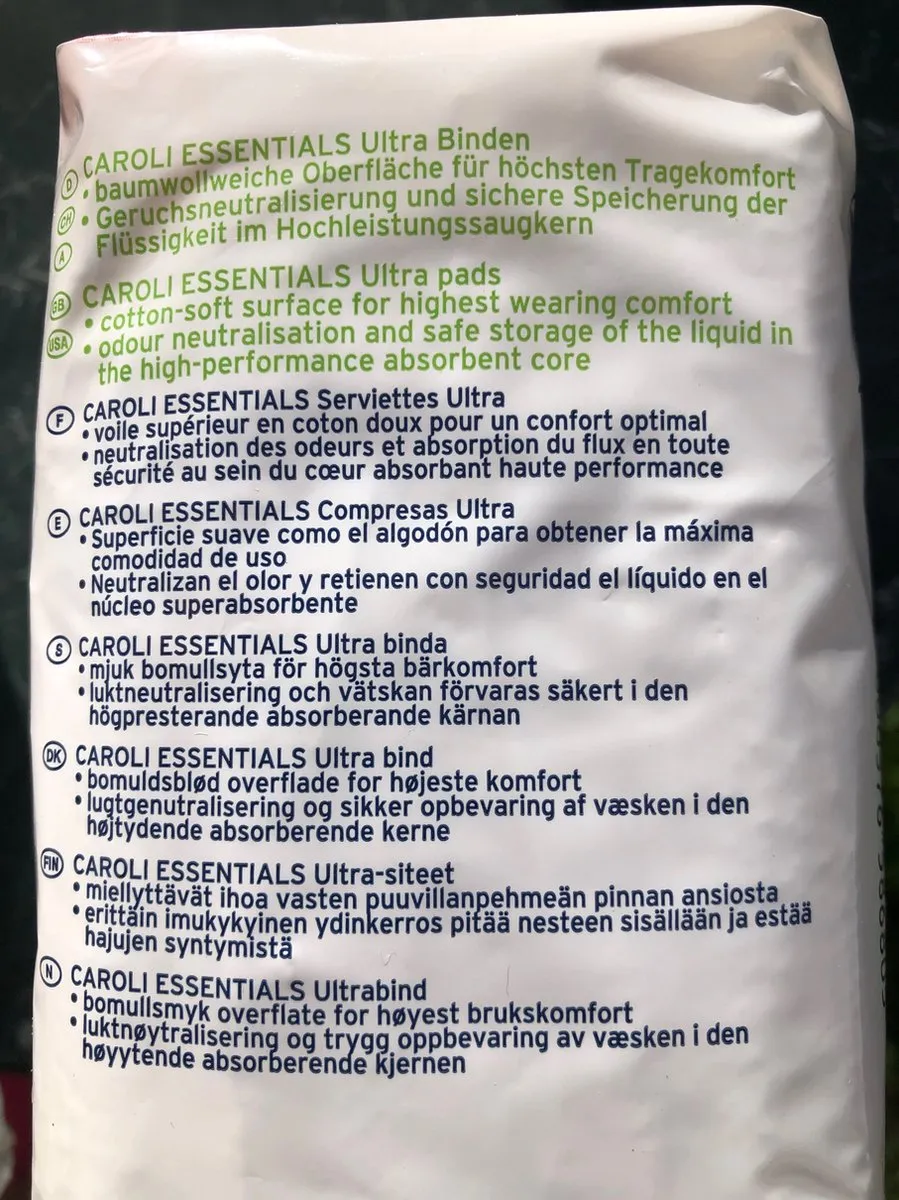 CAROLI ESSENTIALS Ultra Binden
D • baumwollweiche Oberfläche für höchsten Tragekomfort
CH • Geruchsneutralisierung und sichere Speicherung der
A Flüssigkeit im Hochleistungssaugkern
GB CAROLI ESSENTIALS Ultra pads
• cotton-soft surface for highest wearing comfort
USA • odour neutralisation and safe storage of the liquid in
the high-performance absorbent core
F CAROLI ESSENTIALS Serviettes Ultra
• voile supérieur en coton doux pour un confort optimal
• neutralisation des odeurs et absorption du flux en toute
sécurité au sein du cœur absorbant haute performance
E CAROLI ESSENTIALS Compresas Ultra
• Superficie suave como el algodón para obtener la máxima
comodidad de uso
• Neutralizan el olor y retienen con seguridad el líquido en el
núcleo superabsorbente
S CAROLI ESSENTIALS Ultra binda
• mjuk bomullsyta för högsta bärkomfort
• luktneutralisering och vätskan förvaras säkert i den
högpresterande absorberande kärnan
DK CAROLI ESSENTIALS Ultra bind
• bomuldsblød overflade for højeste komfort
• lugtgenutralisering og sikker opbevaring af væsken i den
højtydende absorberende kerne
FIN CAROLI ESSENTIALS Ultra-siteet
• miellyttävät ihoa vasten puuvillanpehmeän pinnan ansiosta
• erittäin imukykyinen ydinkerros pitää nesteen sisällään ja estää
hajujen syntymistä
N CAROLI ESSENTIALS Ultrabind
• bomullsmyk overflate for høyest brukskomfort
• luktnøytralisering og trygg oppbevaring av væsken i den
høyytende absorberende kjernen